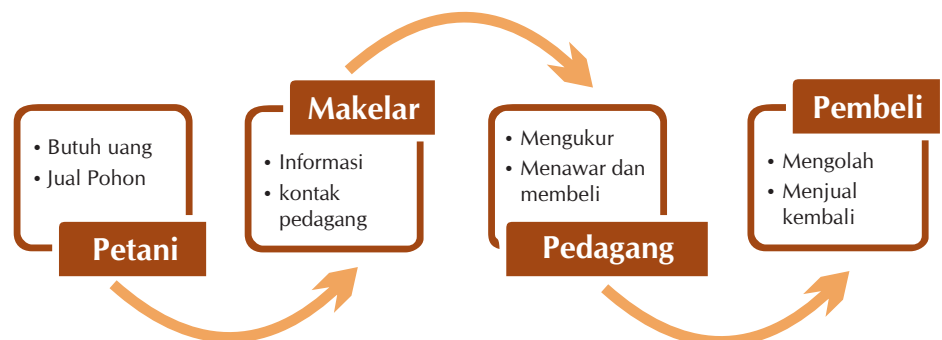 • Butuh uang
• Jual Pohon
Petani
Makelar
• Informasi
• kontak
pedagang
• Mengukur
• Menawar dan
membeli
Pedagang
Pembeli
• Mengolah
• Menjual
kembali